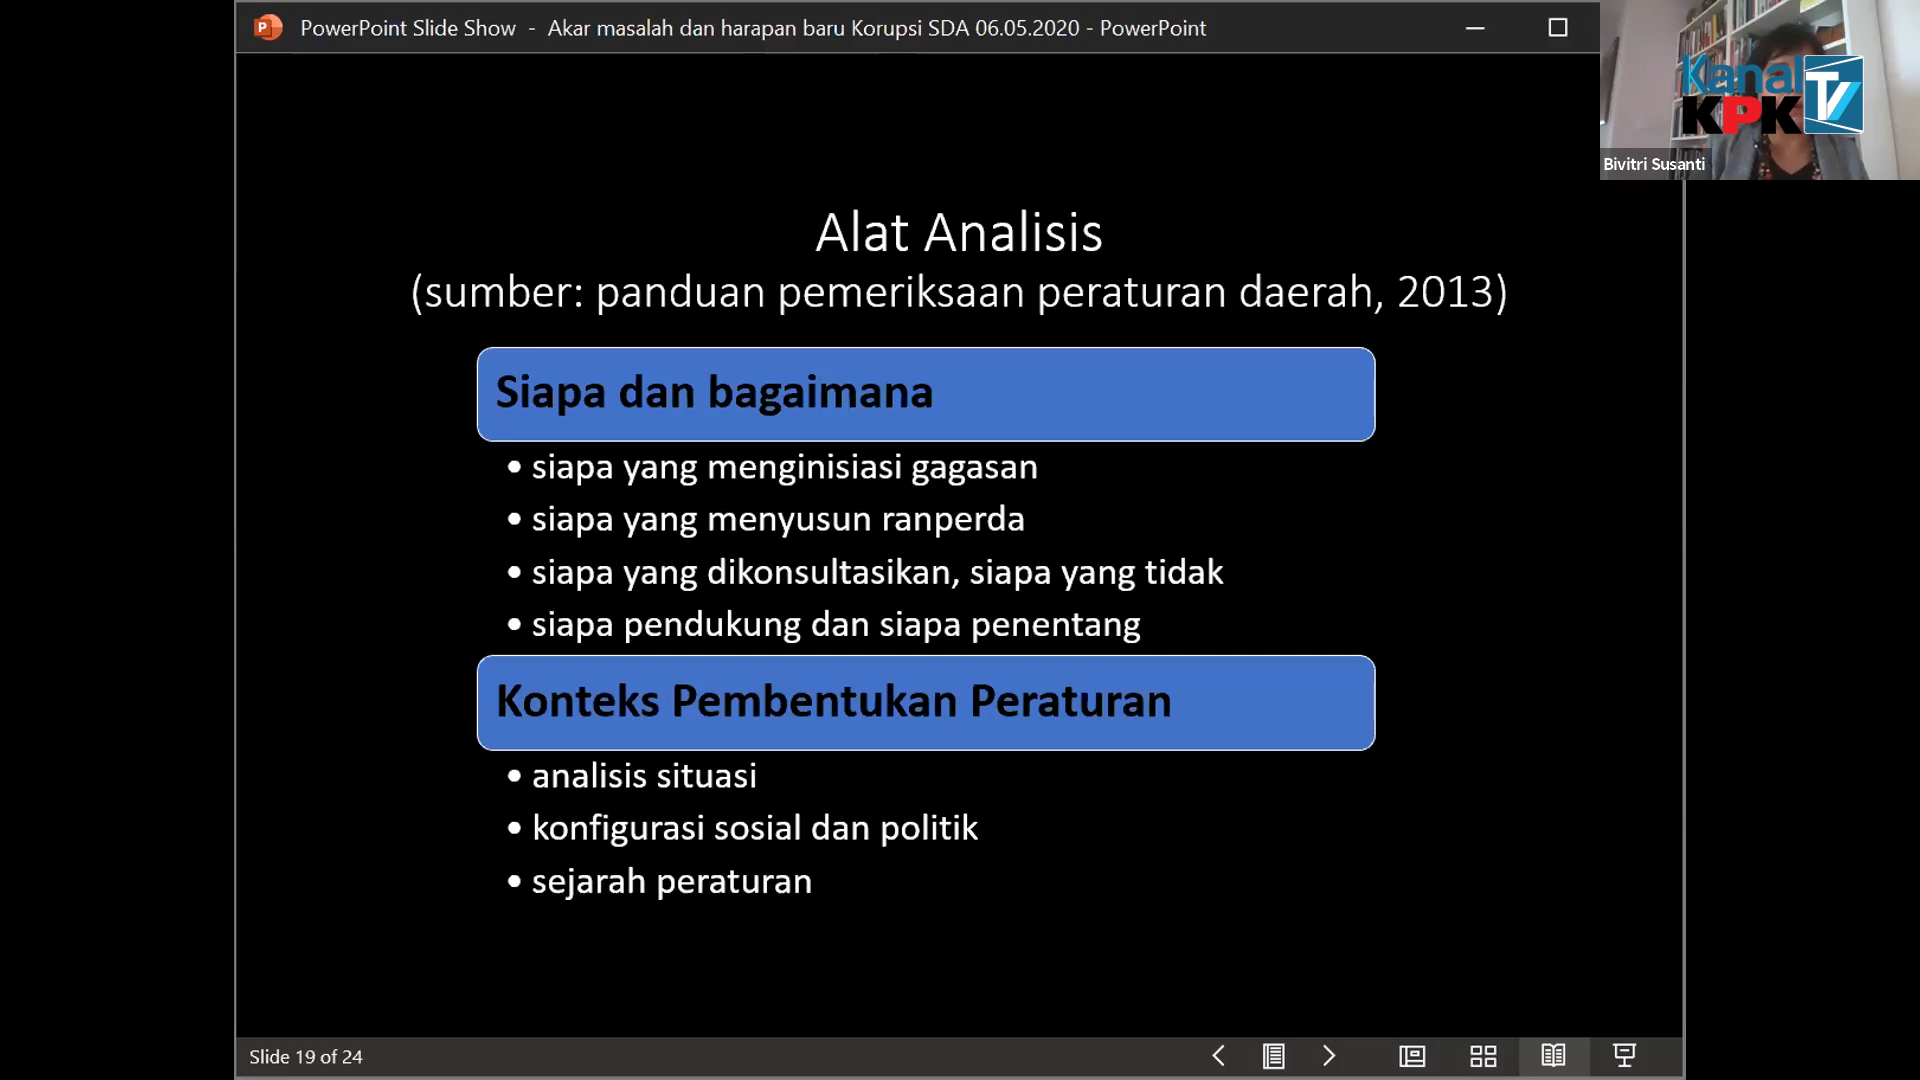 PowerPoint Slide Show - Akar masalah dan harapan baru Korupsi SDA 06.05.2020 - PowerPoint
Kanal
KPK TV
Bivitri Susanti
Alat Analisis
(sumber: panduan pemeriksaan peraturan daerah, 2013)
Siapa dan bagaimana
• siapa yang menginisiasi gagasan
• siapa yang menyusun ranperda
• siapa yang dikonsultasikan, siapa yang tidak
• siapa pendukung dan siapa penentang
Konteks Pembentukan Peraturan
• analisis situasi
• konfigurasi sosial dan politik
• sejarah peraturan
Slide 19 of 24